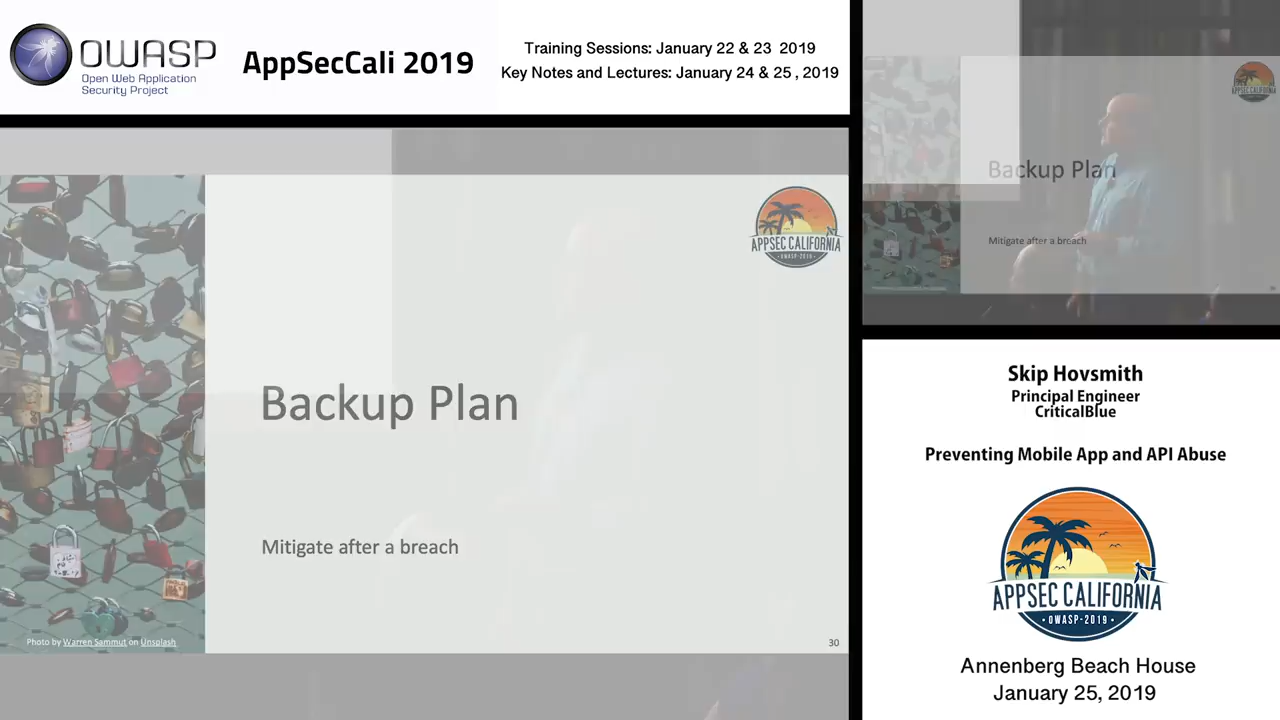 OWASP
Open Web Application
Security Project
AppSecCali 2019
Training Sessions: January 22 & 23 2019
Key Notes and Lectures: January 24 & 25 , 2019
APPSEC CALIFORNIA
OWASP-2019
Backup Plan
Mitigate after a breach
Photo by Warren Sammut on Unsplash
30
APPSEC CALIFORNIA
Backup Plan
Mitigate after a breach
Skip Hovsmith
Principal Engineer
CriticalBlue
Preventing Mobile App and API Abuse
APPSEC CALIFORNIA
OWASP-2019
Annenberg Beach House
January 25, 2019